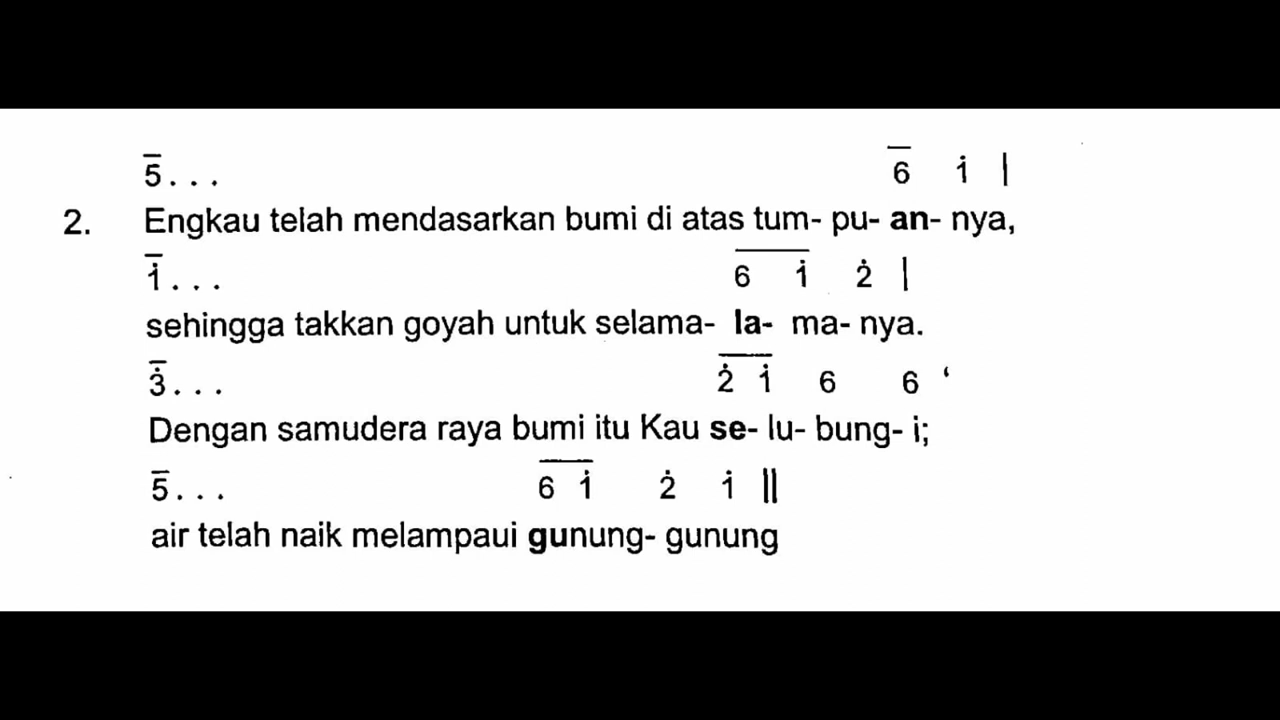 5̅. . . 6̅ i̇ |
2. Engkau telah mendasarkan bumi di atas tum- pu- an- nya,
i̇̅. . . 6̅ i̇̅ 2̇ |
sehingga takkan goyah untuk selama- la- ma- nya.
3̇̅. . . 2̇̅ i̇̅ 6 6 ‘
Dengan samudera raya bumi itu Kau se- lu- bung- i;
5̅. . . 6̅ i̇̅ 2̇ i̇ ||
air telah naik melampaui gunung- gunung